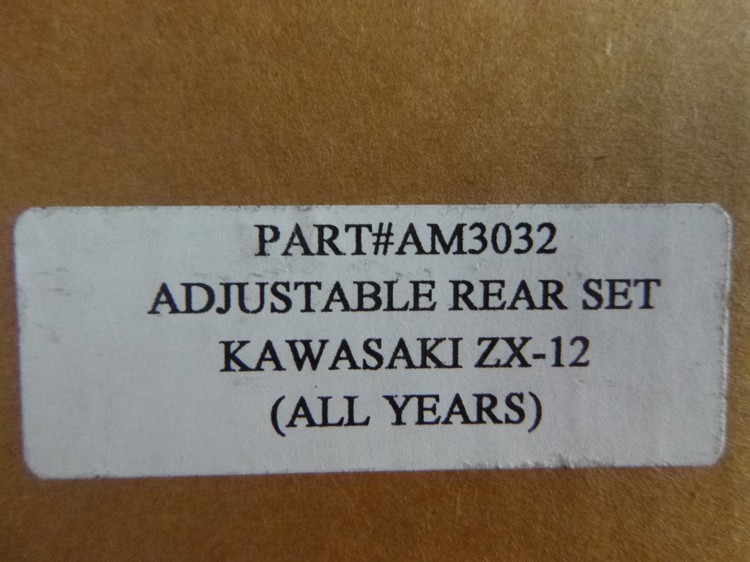 PART#AM3032
ADJUSTABLE REAR SET
KAWASAKI ZX-12
(ALL YEARS)